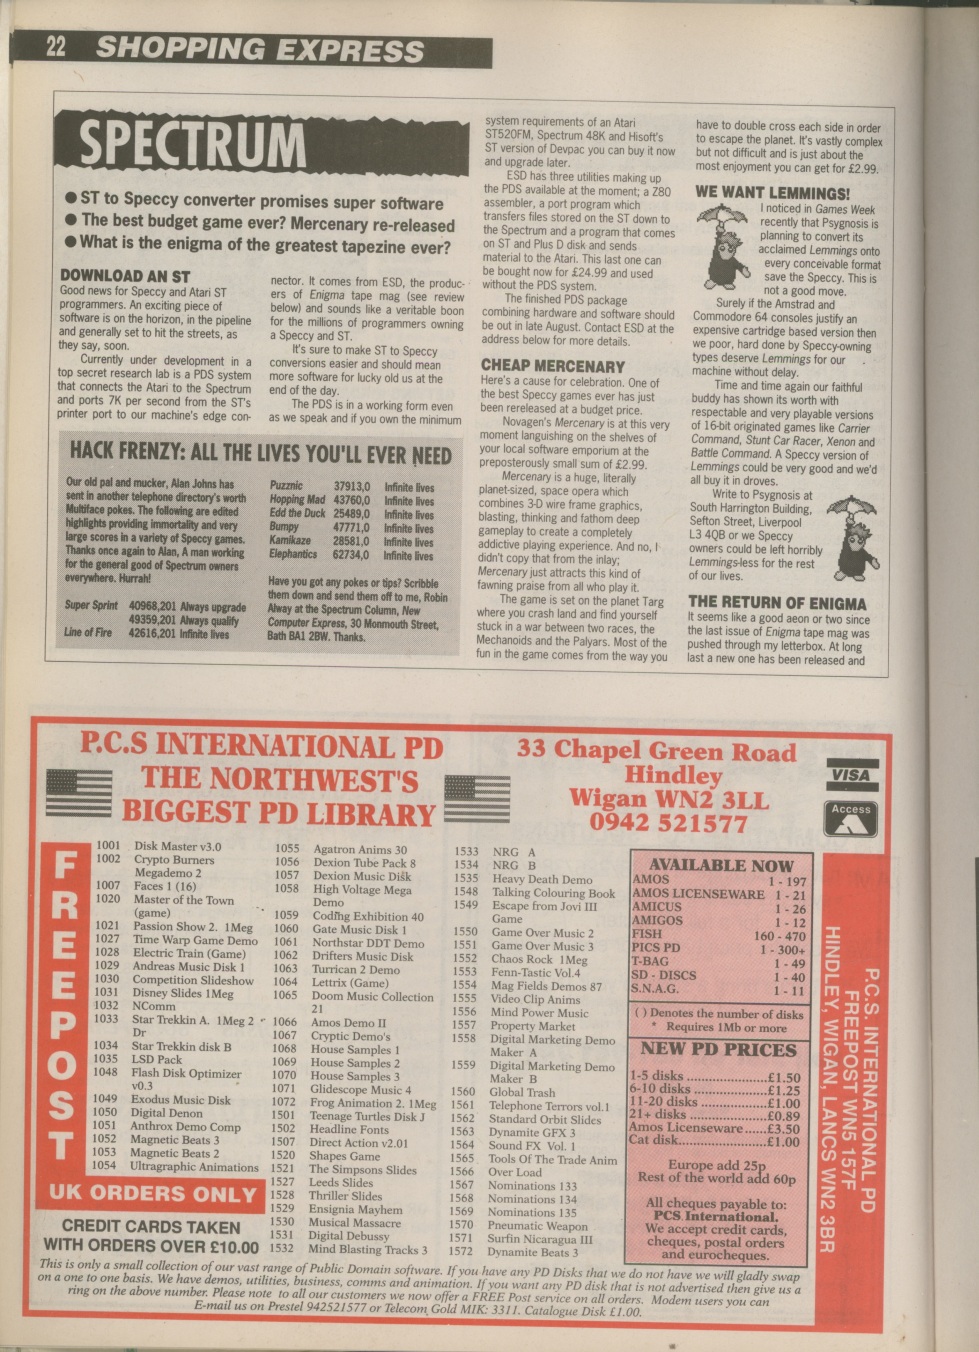 22 SHOPPING EXPRESS
SPECTRUM
● ST to Speccy converter promises super software
● The best budget game ever? Mercenary re-released
● What is the enigma of the greatest tapezine ever?
DOWNLOAD AN ST
Good news for Speccy and Atari ST
programmers. An exciting piece of
software is on the horizon, in the pipeline
and generally set to hit the streets, as
they say, soon.
Currently under development in a
top secret research lab is a PDS system
that connects the Atari to the Spectrum
and ports 7K per second from the ST's
printer port to our machine's edge con-
nector. It comes from ESD, the produc-
ers of Enigma tape mag (see review
below) and sounds like a veritable boon
for the millions of programmers owning
a Speccy and ST.
It's sure to make ST to Speccy
conversions easier and should mean
more software for lucky old us at the
end of the day.
The PDS is in a working form even
as we speak and if you own the minimum
system requirements of an Atari
ST520FM, Spectrum 48K and Hisoft's
ST version of Devpac you can buy it now
and upgrade later.
ESD has three utilities making up
the PDS available at the moment; a Z80
assembler, a port program which
transfers files stored on the ST down to
the Spectrum and a program that comes
on ST and Plus D disk and sends
material to the Atari. This last one can
be bought now for £24.99 and used
without the PDS system.
The finished PDS package
combining hardware and software should
be out in late August. Contact ESD at the
address below for more details.
CHEAP MERCENARY
Here's a cause for celebration. One of
the best Speccy games ever has just
been rereleased at a budget price.
Novagen's Mercenary is at this very
moment languishing on the shelves of
your local software emporium at the
preposterously small sum of £2.99.
Mercenary is a huge, literally
planet-sized, space opera which
combines 3-D wire frame graphics,
blasting, thinking and fathom deep
gameplay to create a completely
addictive playing experience. And no, I
didn't copy that from the inlay;
Mercenary just attracts this kind of
fawning praise from all who play it.
The game is set on the planet Targ
where you crash land and find yourself
stuck in a war between two races, the
Mechanoids and the Palyars. Most of the
fun in the game comes from the way you
have to double cross each side in order
to escape the planet. It's vastly complex
but not difficult and is just about the
most enjoyment you can get for £2.99.
WE WANT LEMMINGS!
I noticed in Games Week
recently that Psygnosis is
planning to convert its
acclaimed Lemmings onto
every conceivable format
save the Speccy. This is
not a good move.
Surely if the Amstrad and
Commodore 64 consoles justify an
expensive cartridge based version then
we poor, hard done by Speccy-owning
types deserve Lemmings for our
machine without delay.
Time and time again our faithful
buddy has shown its worth with
respectable and very playable versions
of 16-bit originated games like Carrier
Command, Stunt Car Racer, Xenon and
Battle Command. A Speccy version of
Lemmings could be very good and we'd
all buy it in droves.
Write to Psygnosis at
South Harrington Building,
Sefton Street, Liverpool
L3 4QB or we Speccy
owners could be left horribly
Lemmings-less for the rest
of our lives.
THE RETURN OF ENIGMA
It seems like a good aeon or two since
the last issue of Enigma tape mag was
pushed through my letterbox. At long
last a new one has been released and
HACK FRENZY: ALL THE LIVES YOU'LL EVER NEED
Our old pal and mucker, Alan Johns has
sent in another telephone directory's worth
Multiface pokes. The following are edited
highlights providing immortality and very
large scores in a variety of Speccy games.
Thanks once again to Alan, A man working
for the general good of Spectrum owners
everywhere. Hurrah!
Super Sprint 40968,201 Always upgrade
49359,201 Always qualify
Line of Fire 42616,201 Infinite lives
Puzznic 37913,0 Infinite lives
Hopping Mad 43760,0 Infinite lives
Edd the Duck 25489,0 Infinite lives
Bumpy 47771,0 Infinite lives
Kamikaze 28581,0 Infinite lives
Elephantics 62734,0 Infinite lives
Have you got any pokes or tips? Scribble
them down and send them off to me, Robin
Alway at the Spectrum Column, New
Computer Express, 30 Monmouth Street,
Bath BA1 2BW. Thanks.
P.C.S INTERNATIONAL PD
THE NORTHWEST'S
BIGGEST PD LIBRARY
33 Chapel Green Road
Hindley
Wigan WN2 3LL
0942 521577
VISA
Access
FREEPOST
1001 Disk Master v3.0
1002 Crypto Burners
Megademo 2
1007 Faces 1 (16)
1020 Master of the Town
(game)
1021 Passion Show 2. 1Meg
1027 Time Warp Game Demo
1028 Electric Train (Game)
1029 Andreas Music Disk 1
1030 Competition Slideshow
1031 Disney Slides 1Meg
1032 NComm
1033 Star Trekkin A. 1Meg 2
Dr
1034 Star Trekkin disk B
1035 LSD Pack
1048 Flash Disk Optimizer
v0.3
1049 Exodus Music Disk
1050 Digital Denon
1051 Anthrox Demo Comp
1052 Magnetic Beats 3
1053 Magnetic Beats 2
1054 Ultragraphic Animations
1055 Agatron Anims 30
1056 Dexion Tube Pack 8
1057 Dexion Music Disk
1058 High Voltage Mega
Demo
1059 Coding Exhibition 40
1060 Gate Music Disk 1
1061 Northstar DDT Demo
1062 Drifters Music Disk
1063 Turrican 2 Demo
1064 Lettrix (Game)
1065 Doom Music Collection
21
1066 Amos Demo II
1067 Cryptic Demo's
1068 House Samples 1
1069 House Samples 2
1070 House Samples 3
1071 Glidescope Music 4
1072 Frog Animation 2. 1Meg
1501 Teenage Turtles Disk J
1502 Headline Fonts
1507 Direct Action v2.01
1520 Shapes Game
1521 The Simpsons Slides
1527 Leeds Slides
1528 Thriller Slides
1529 Ensignia Mayhem
1530 Musical Massacre
1531 Digital Debussy
1532 Mind Blasting Tracks 3
1533 NRG A
1534 NRG B
1535 Heavy Death Demo
1548 Talking Colouring Book
1549 Escape from Jovi III
Game
1550 Game Over Music 2
1551 Game Over Music 3
1552 Chaos Rock 1Meg
1553 Fenn-Tastic Vol.4
1554 Mag Fields Demos 87
1555 Video Clip Anims
1556 Mind Power Music
1557 Property Market
1558 Digital Marketing Demo
Maker A
1559 Digital Marketing Demo
Maker B
1560 Global Trash
1561 Telephone Terrors vol.1
1562 Standard Orbit Slides
1563 Dynamite GFX 3
1564 Sound FX Vol. 1
1565 Tools Of The Trade Anim
1566 Over Load
1567 Nominations 133
1568 Nominations 134
1569 Nominations 135
1570 Pneumatic Weapon
1571 Surfin Nicaragua III
1572 Dynamite Beats 3
AVAILABLE NOW
AMOS 1 - 197
AMOS LICENSEWARE 1 - 21
AMICUS 1 - 26
AMIGOS 1 - 12
FISH 160 - 470
PICS PD 1 - 300+
T-BAG 1 - 49
SD - DISCS 1 - 40
S.N.A.G. 1 - 11
( ) Denotes the number of disks
* Requires 1Mb or more
NEW PD PRICES
1-5 disks ....................£1.50
6-10 disks ....................£1.25
11-20 disks ................£1.00
21+ disks ....................£0.89
Amos Licenseware.....£3.50
Cat disk......................£1.00
Europe add 25p
Rest of the world add 60p
All cheques payable to:
PCS International.
We accept credit cards,
cheques, postal orders
and eurocheques.
P.C.S. INTERNATIONAL PD
FREEPOST WN5 157F
HINDLEY, WIGAN, LANCS WN2 3BR
UK ORDERS ONLY
CREDIT CARDS TAKEN
WITH ORDERS OVER £10.00
This is only a small collection of our vast range of Public Domain software. If you have any PD Disks that we do not have we will gladly swap
on a one to one basis. We have demos, utilities, business, comms and animation. If you want any PD disk that is not advertised then give us a
ring on the above number. Please note to all our customers we now offer a FREE Post service on all orders. Modem users you can
E-mail us on Prestel 942521577 or Telecom Gold MIK: 3311. Catalogue Disk £1.00.